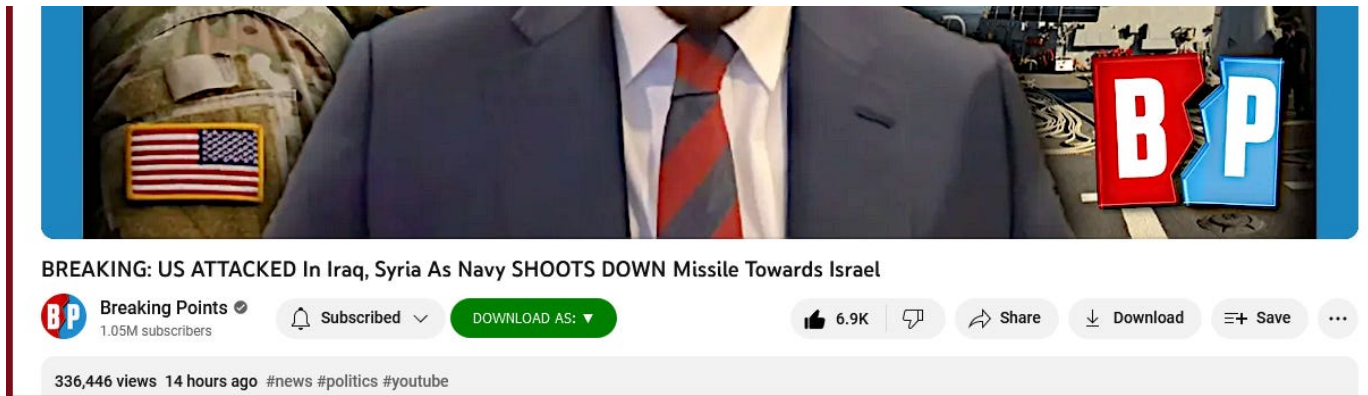 BP
BREAKING: US ATTACKED In Iraq, Syria As Navy SHOOTS DOWN Missile Towards Israel
BP
Breaking Points
1.05M subscribers
Subscribed
DOWNLOAD AS: ▼
6.9K
Share
Download
Save
336,446 views 14 hours ago #news #politics #youtube